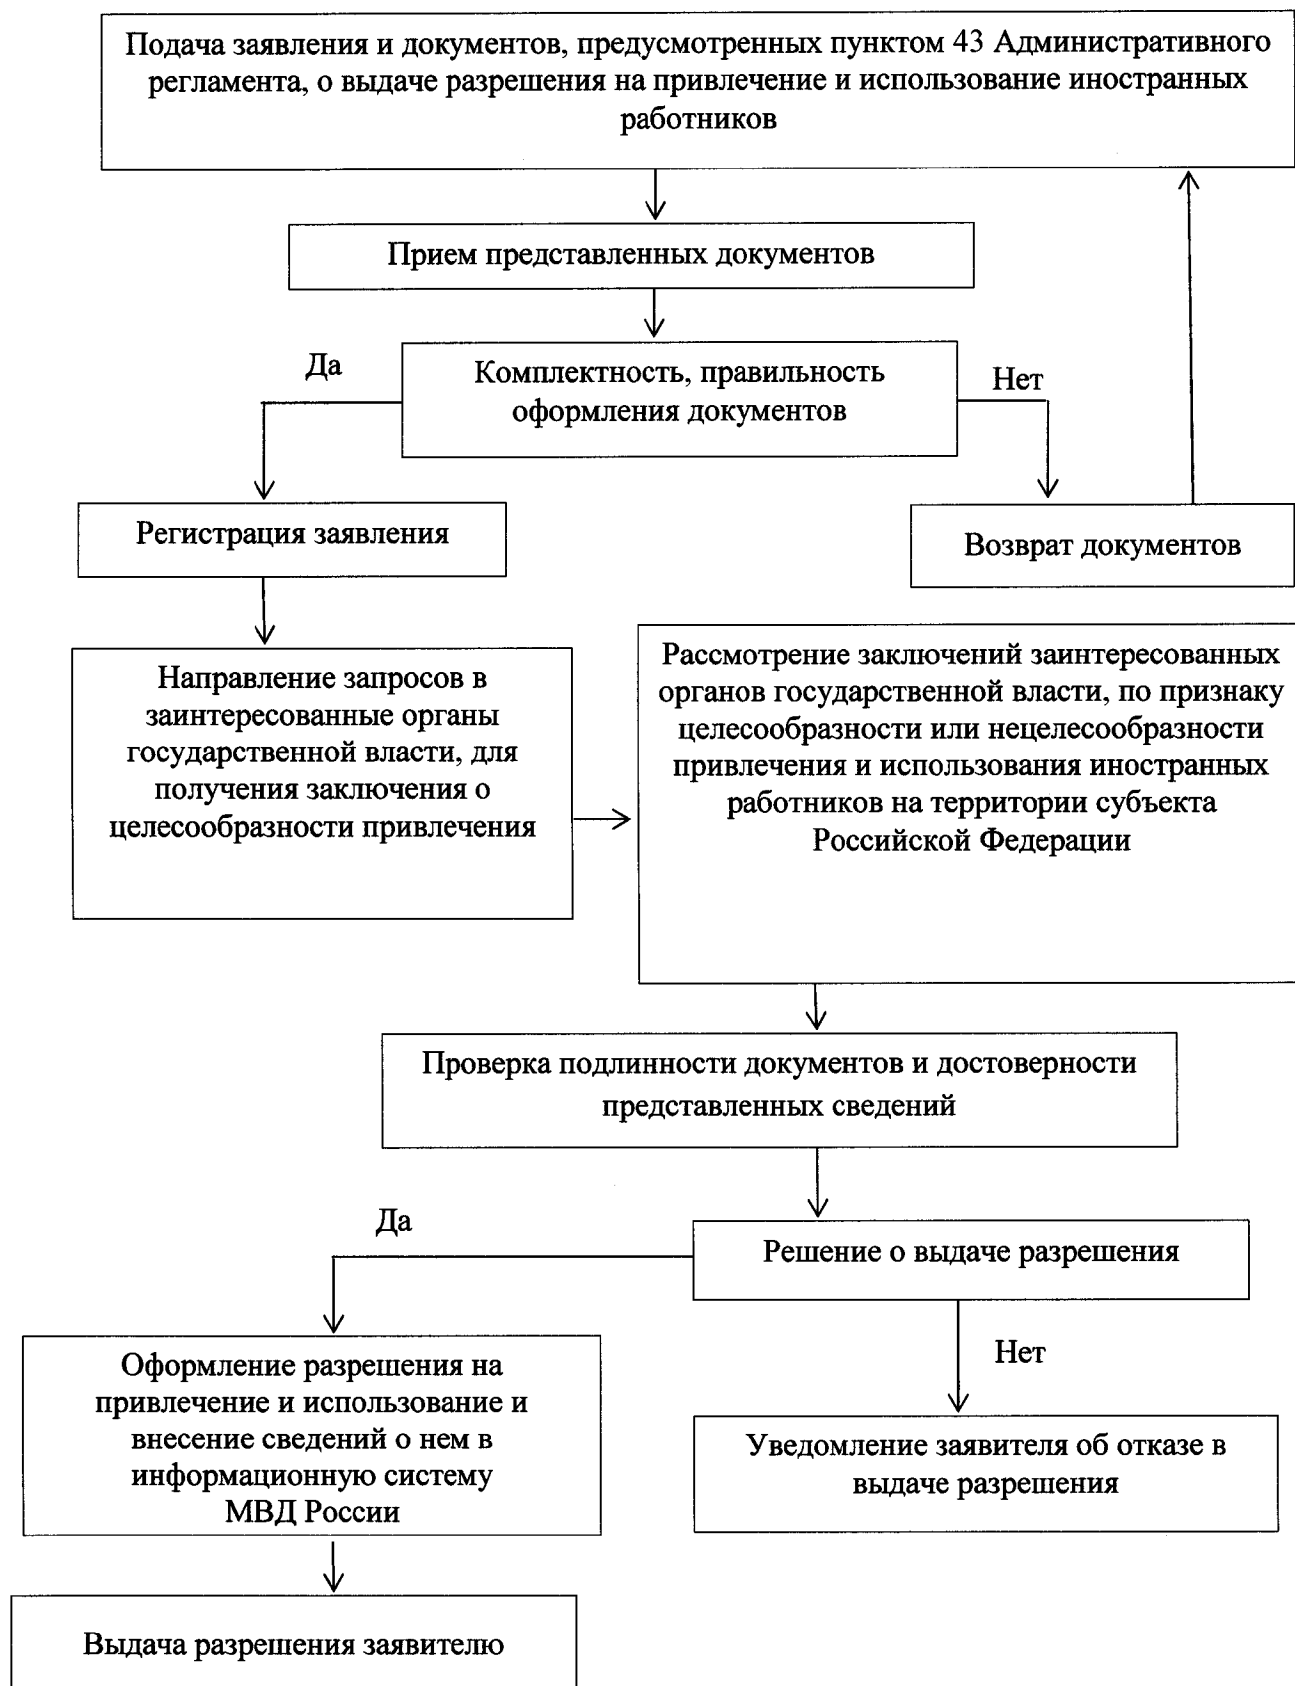 Подача заявления и документов, предусмотренных пунктом 43 Административного
регламента, о выдаче разрешения на привлечение и использование иностранных
работников
Прием представленных документов
Да
Комплектность, правильность
оформления документов
Нет
Регистрация заявления
Возврат документов
Направление запросов в
заинтересованные органы
государственной власти, для
получения заключения о
целесообразности привлечения
Рассмотрение заключений заинтересованных
органов государственной власти, по признаку
целесообразности или нецелесообразности
привлечения и использования иностранных
работников на территории субъекта
Российской Федерации
Проверка подлинности документов и достоверности
представленных сведений
Да
Решение о выдаче разрешения
Оформление разрешения на
привлечение и использование и
внесение сведений о нем в
информационную систему
МВД России
Нет
Уведомление заявителя об отказе в
выдаче разрешения
Выдача разрешения заявителю